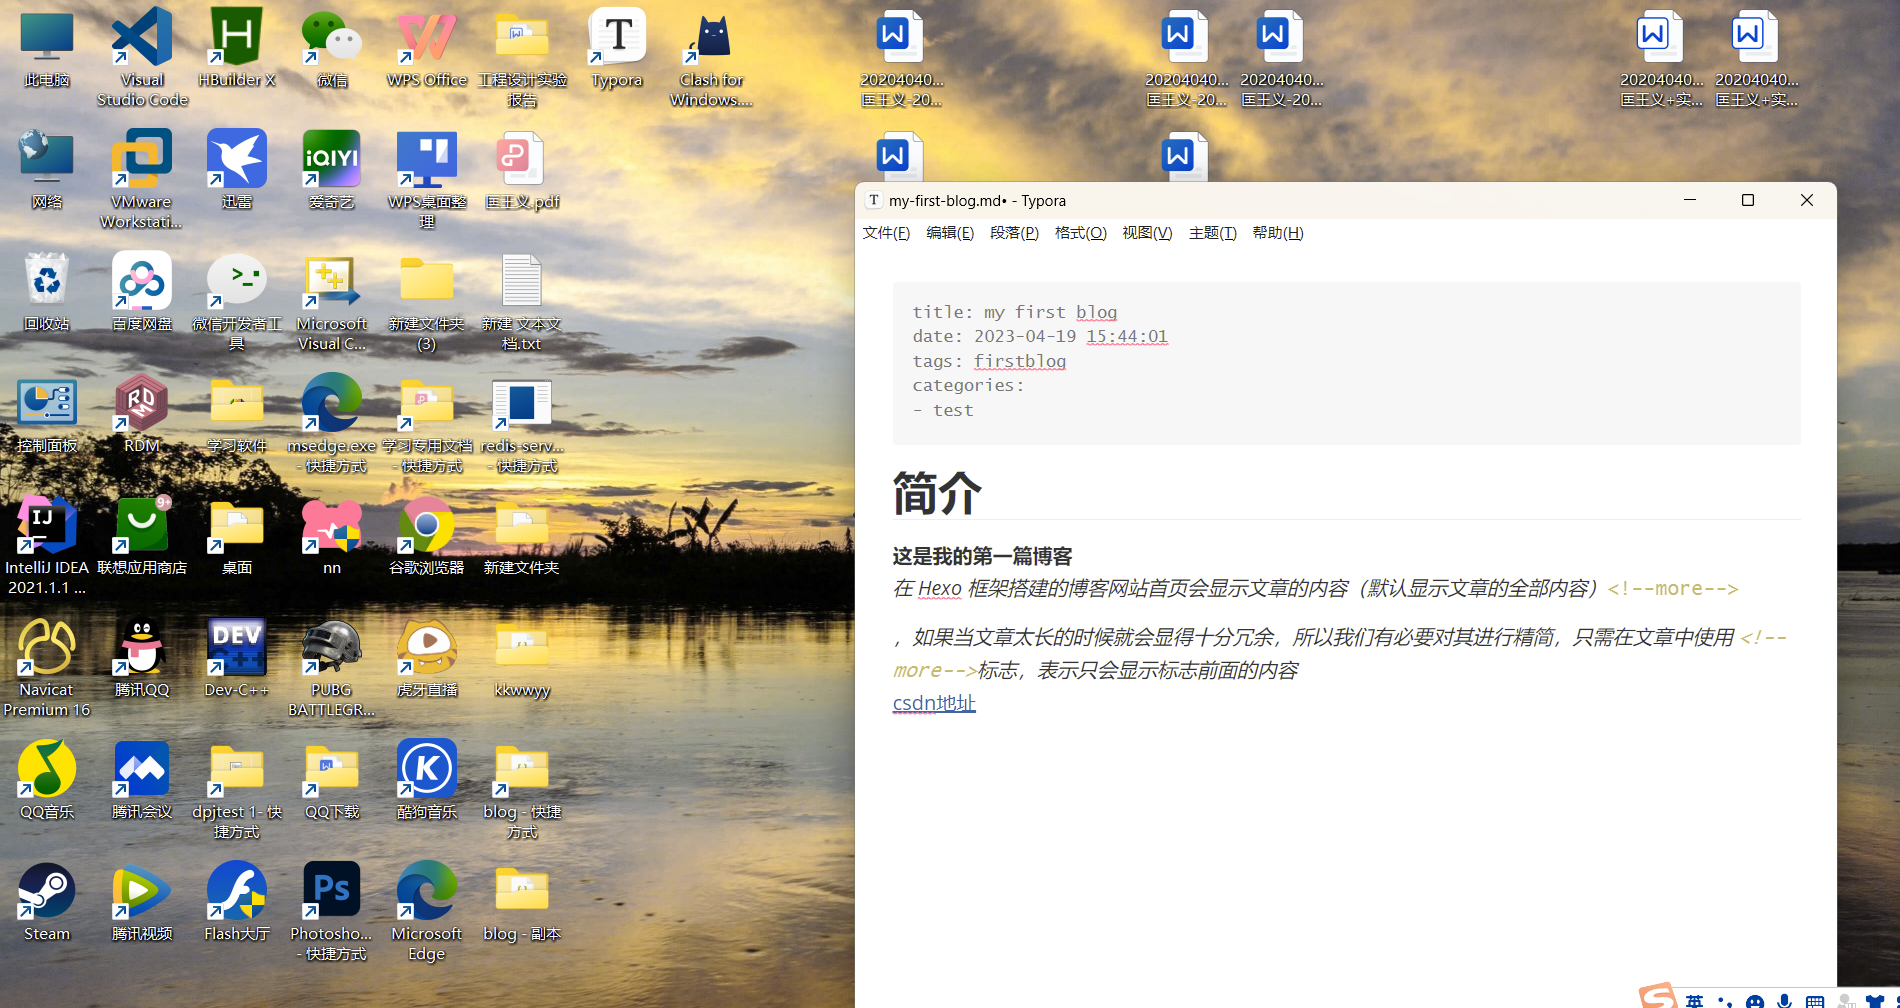 此电脑
Visual
Studio Code
HBuilder X
微信
WPS Office
工程设计实验
报告
Typora
Clash for
Windows....
20204040...
匡王义-20...
20204040...
匡王义-20...
20204040...
匡王义-20...
20204040...
匡王义+实...
20204040...
匡王义+实...
网络
VMware
Workstati...
迅雷
iQIYI
爱奇艺
WPS桌面整
理
匡王义.pdf
回收站
百度网盘
微信开发者工
具
Microsoft
Visual C...
新建文件夹
(3)
新建 文本文
档.txt
控制面板
RDM
学习软件
msedge.exe
- 快捷方式
学习专用文档
- 快捷方式
redis-serv...
- 快捷方式
IntelliJ IDEA
2021.1.1 ...
9+
联想应用商店
桌面
nn
谷歌浏览器
新建文件夹
Navicat
Premium 16
腾讯QQ
DEV
C++
Dev-C++
PUBG
BATTLEGR...
虎牙直播
kkwwyy
QQ音乐
腾讯会议
dpjtest 1- 快
捷方式
QQ下载
酷狗音乐
blog - 快捷
方式
Steam
腾讯视频
Flash大厅
Ps
Photosho...
- 快捷方式
Microsoft
Edge
blog - 副本
my-first-blog.md• - Typora
文件(F) 编辑(E) 段落(P) 格式(O) 视图(V) 主题(T) 帮助(H)
title: my first blog
date: 2023-04-19 15:44:01
tags: firstblog
categories:
- test
简介
这是我的第一篇博客
在 Hexo 框架搭建的博客网站首页会显示文章的内容（默认显示文章的全部内容）<!--more-->
，如果当文章太长的时候就会显得十分冗余，所以我们有必要对其进行精简，只需在文章中使用 <!--
more-->标志，表示只会显示标志前面的内容
csdn地址
英